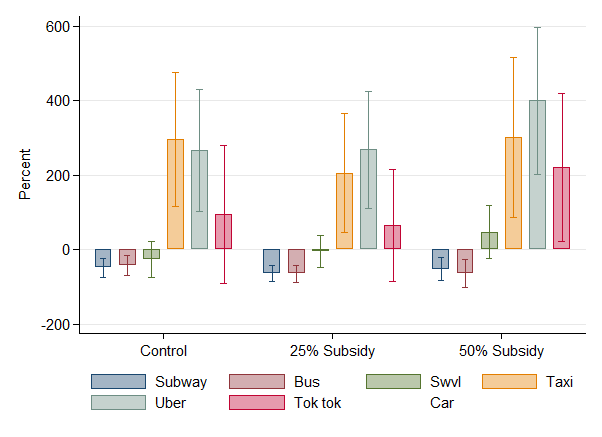 600
400
200
0
-200
Percent
Control 25% Subsidy 50% Subsidy
Subway Bus Swvl Taxi
Uber Tok tok Car